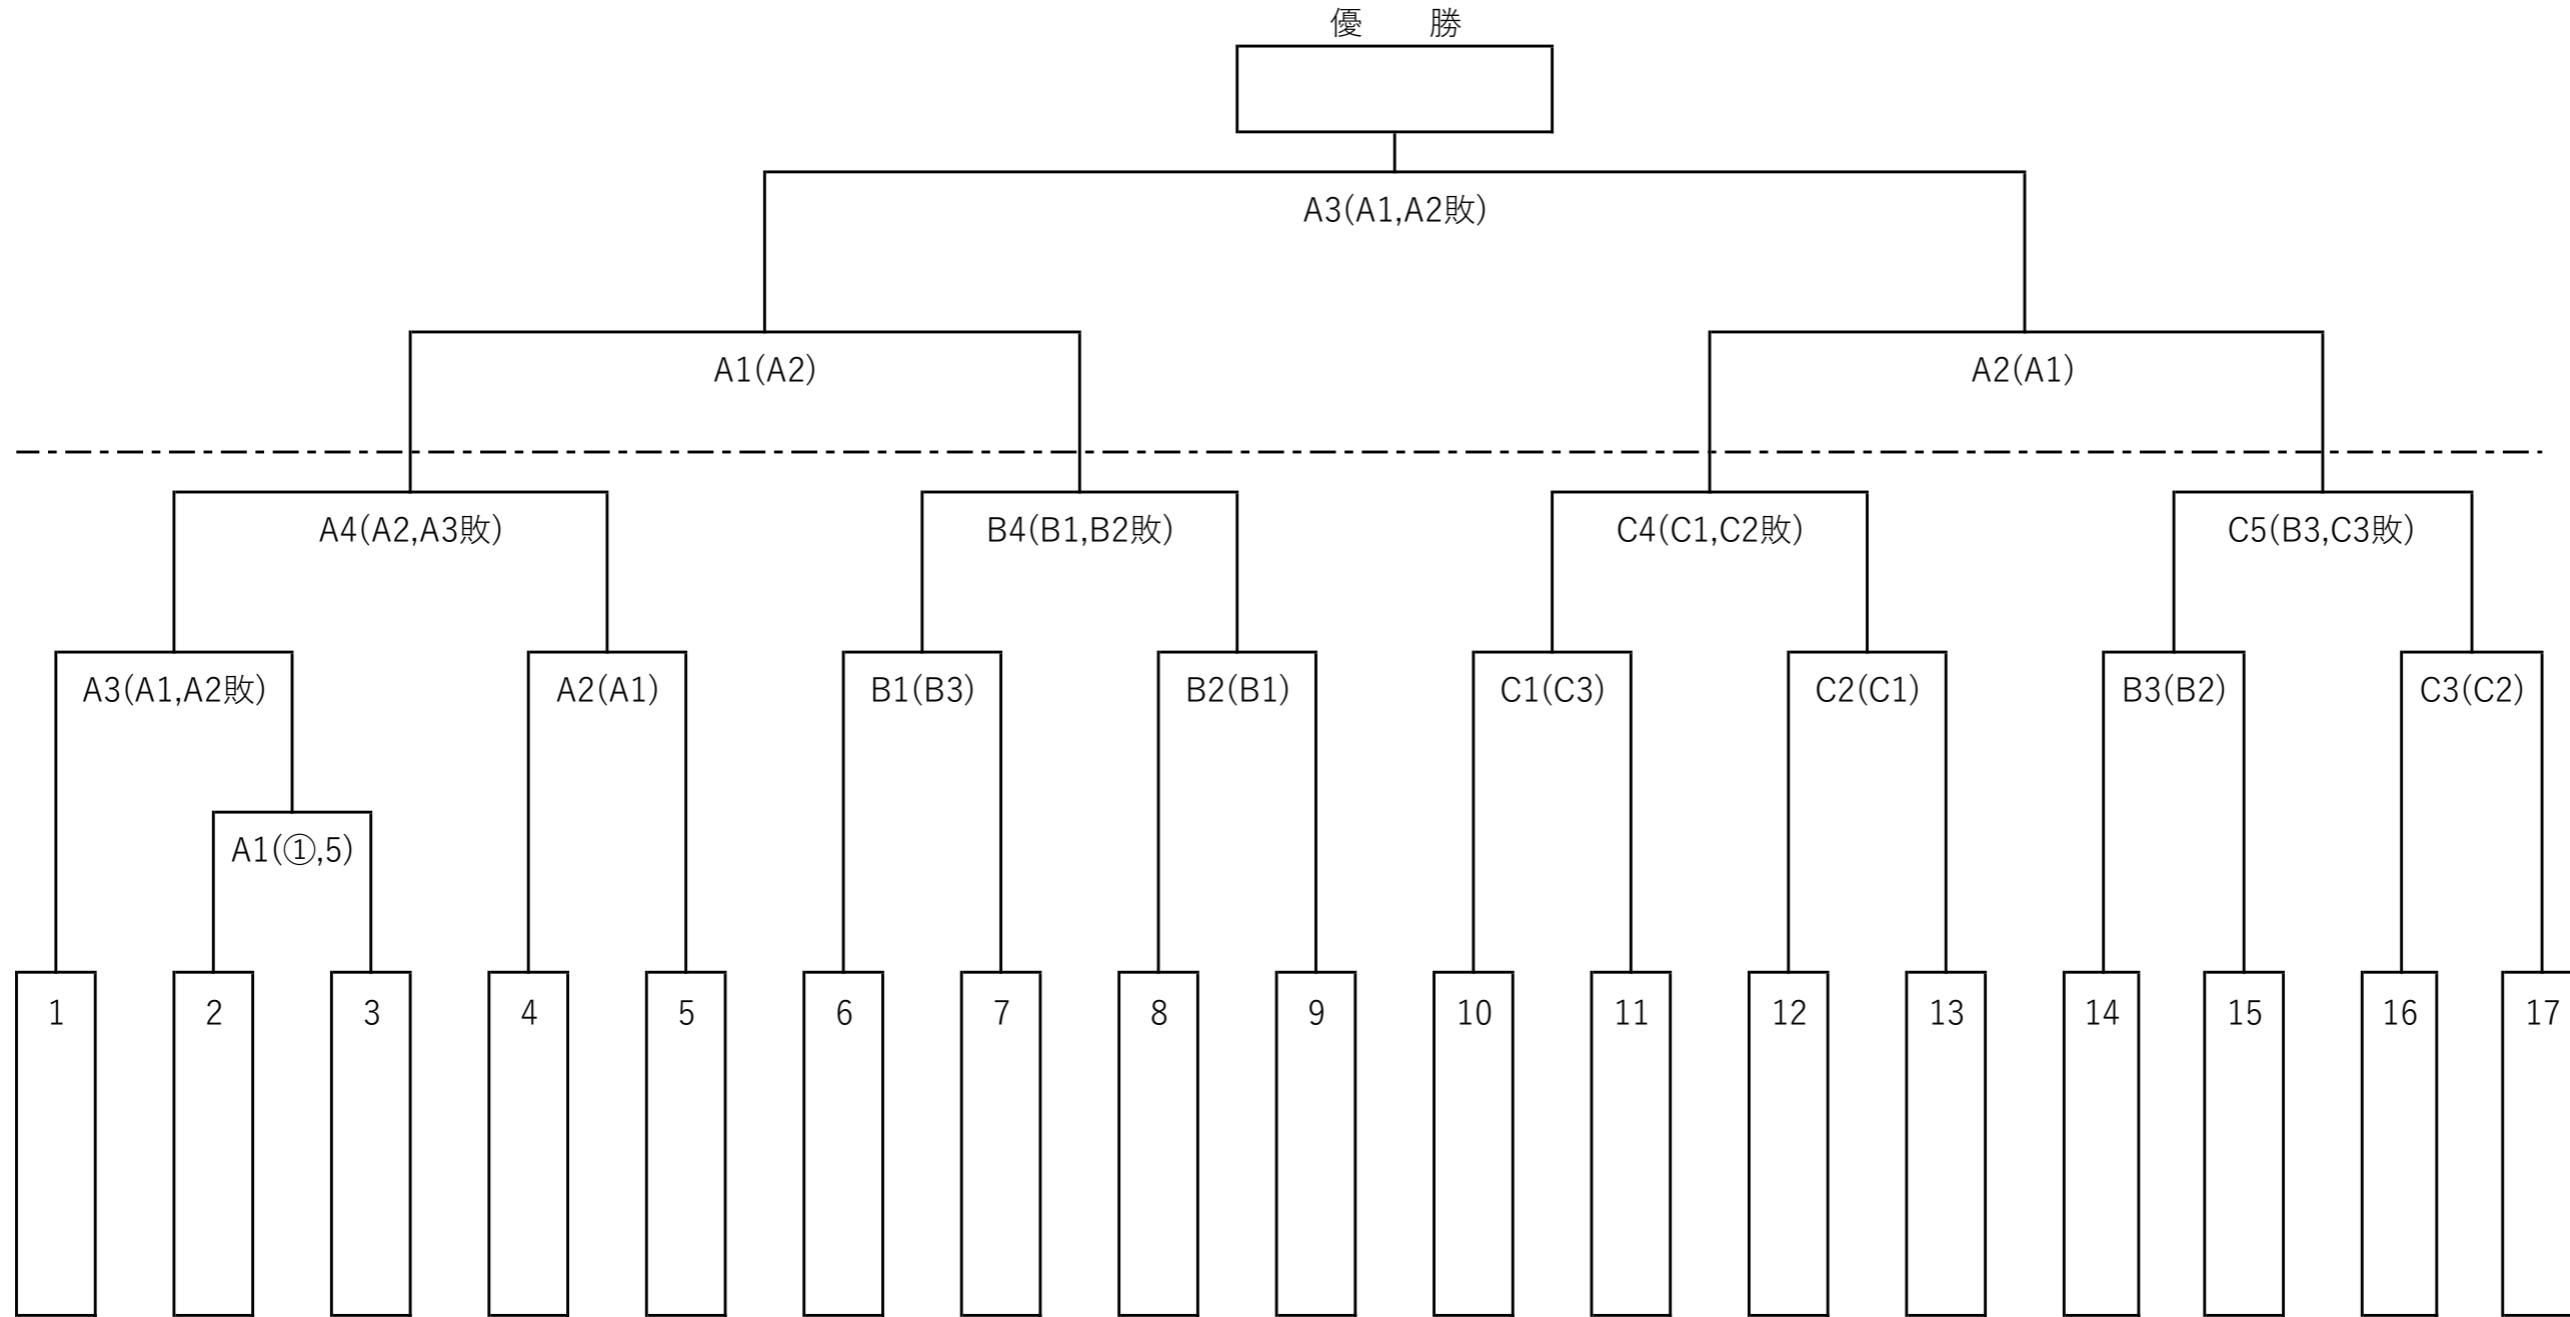 優　　勝
A3(A1,A2敗)
A1(A2)
A2(A1)
A4(A2,A3敗)
B4(B1,B2敗)
C4(C1,C2敗)
C5(B3,C3敗)
A3(A1,A2敗)
A2(A1)
B1(B3)
B2(B1)
C1(C3)
C2(C1)
B3(B2)
C3(C2)
A1(①,5)
1
2
3
4
5
6
7
8
9
10
11
12
13
14
15
16
17